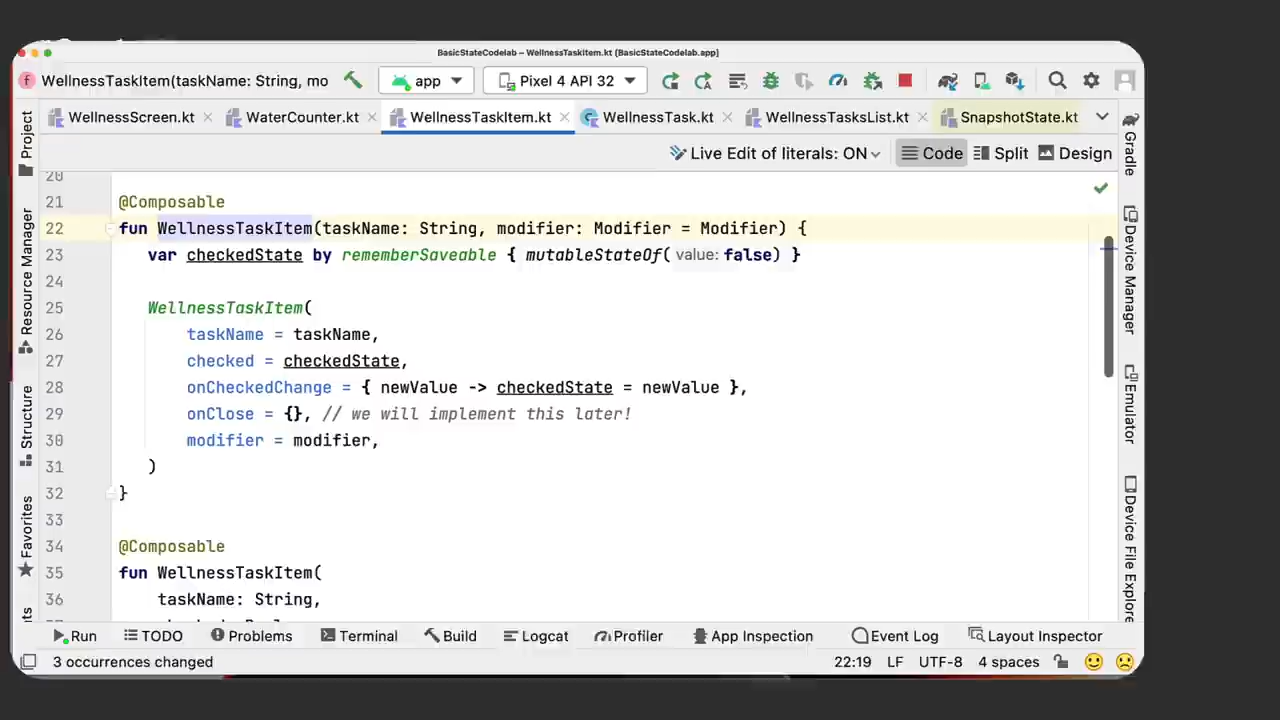 BasicStateCodelab – WellnessTaskItem.kt [BasicStateCodelab.app]
WellnessTaskItem(taskName: String, mo
app
Pixel 4 API 32
WellnessScreen.kt
WaterCounter.kt
WellnessTaskItem.kt
WellnessTask.kt
WellnessTasksList.kt
SnapshotState.kt
Live Edit of literals: ON
Code
Split
Design
Project
Resource Manager
Structure
Favorites
20
21 @Composable
22 fun WellnessTaskItem(taskName: String, modifier: Modifier = Modifier) {
23 var checkedState by rememberSaveable { mutableStateOf( value: false) }
24
25 WellnessTaskItem(
26 taskName = taskName,
27 checked = checkedState,
28 onCheckedChange = { newValue -> checkedState = newValue },
29 onClose = {}, // we will implement this later!
30 modifier = modifier,
31 )
32 }
33
34 @Composable
35 fun WellnessTaskItem(
36 taskName: String,
Gradle
Device Manager
Emulator
Device File Explore
Run
TODO
Problems
Terminal
Build
Logcat
Profiler
App Inspection
Event Log
Layout Inspector
3 occurrences changed
22:19
LF
UTF-8
4 spaces